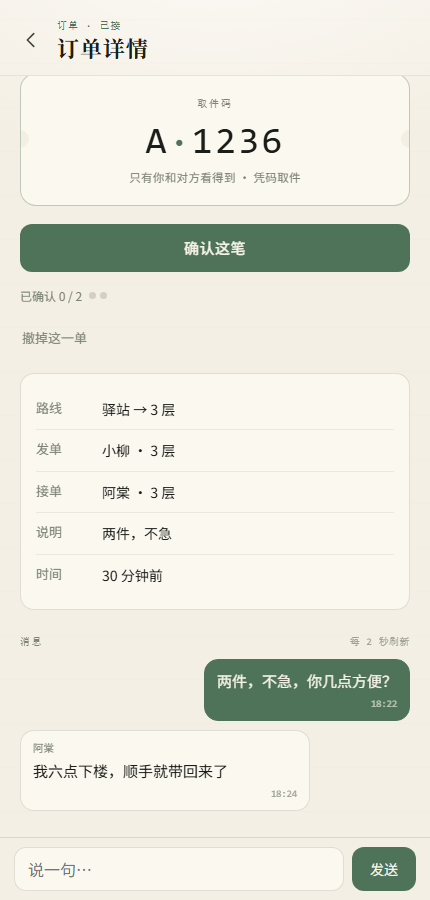 订单 · 已接
订单详情
取件码
A·1236
只有你和对方看得到 · 凭码取件
确认这笔
已确认 0 / 2
撤掉这一单
路线 驿站 → 3 层
发单 小柳 · 3 层
接单 阿棠 · 3 层
说明 两件，不急
时间 30 分钟前
消息 每 2 秒刷新
两件，不急，你几点方便？
18:22
阿棠
我六点下楼，顺手就带回来了
18:24
说一句… 发送